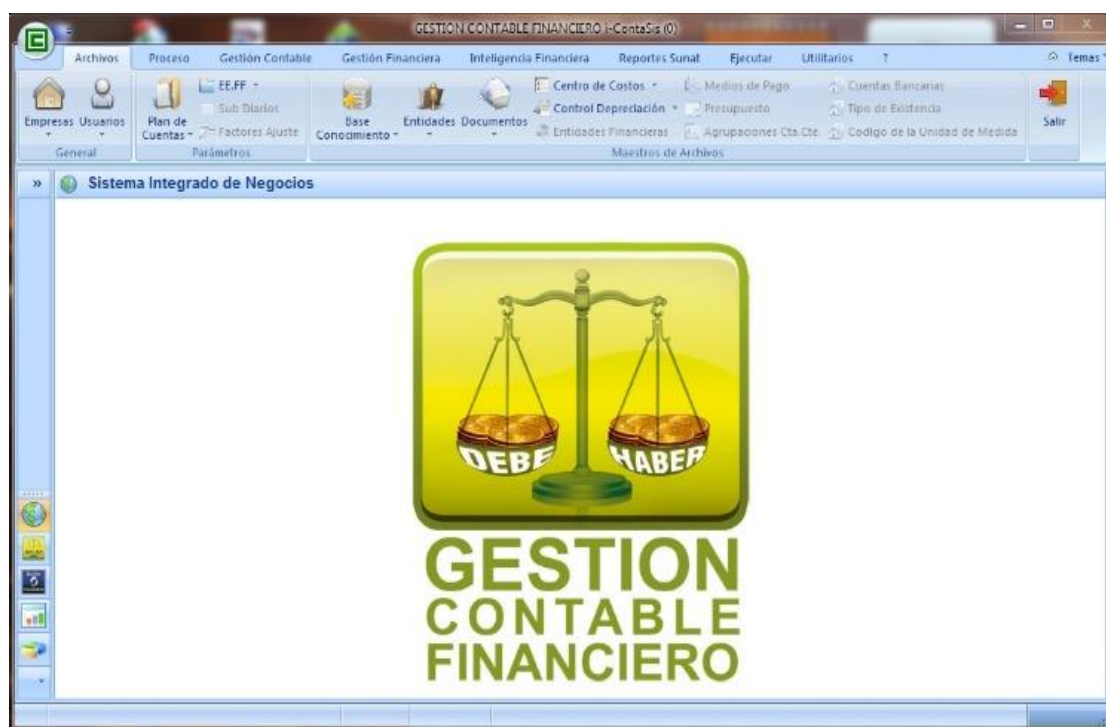 GESTION CONTABLE FINANCIERO i-ContaSis (0)
Archivos Proceso Gestión Contable Gestión Financiera Inteligencia Financiera Reportes Sunat Ejecutar Utilitarios ? Temas
EE.FF Centro de Costos Medios de Pago Cuentas Bancarias
Sub Diarios Control Depreciación Presupuesto Tipo de Existencia
Empresas Usuarios Plan de Cuentas Factores Ajuste Base Conocimiento Entidades Documentos Entidades Financieras Agrupaciones Cta.Cte. Codigo de la Unidad de Medida Salir
General Parámetros Maestros de Archivos
Sistema Integrado de Negocios
DEBE HABER
GESTION
CONTABLE
FINANCIERO